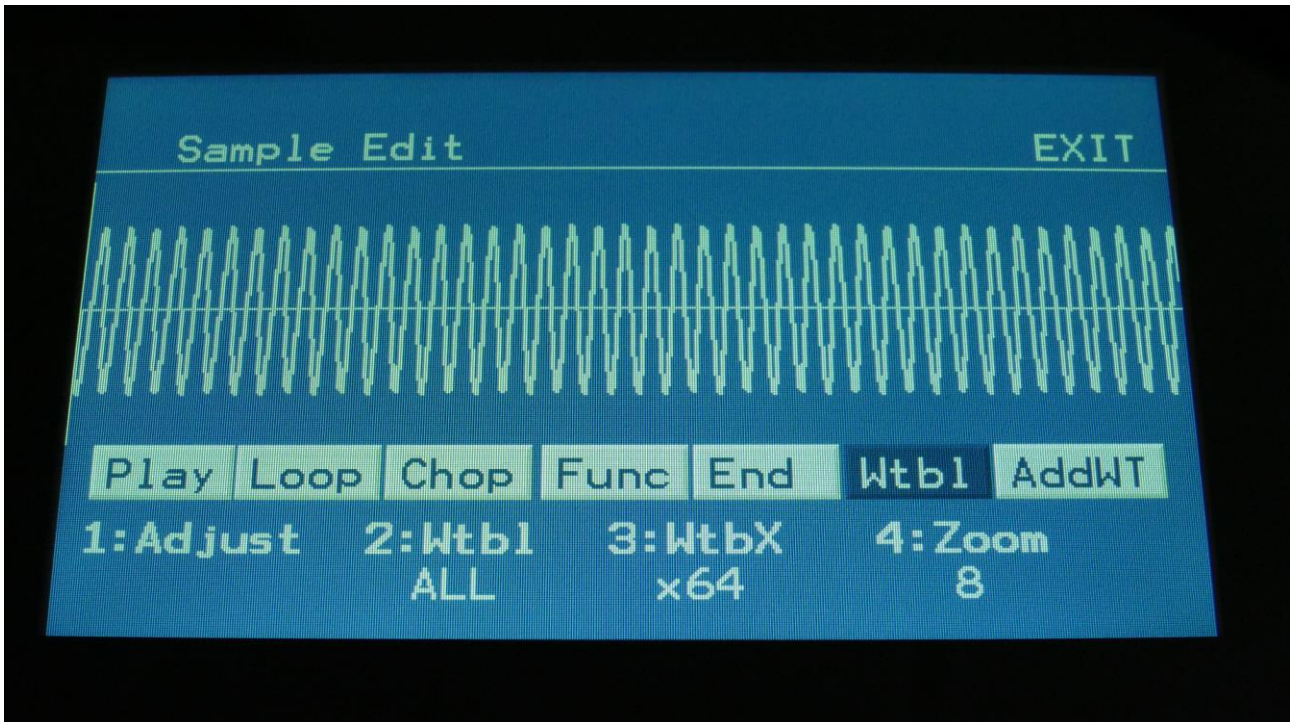 Sample Edit EXIT
Play Loop Chop Func End Wtbl AddWT
1:Adjust 2:Wtbl 3:WtbX 4:Zoom
ALL x64 8